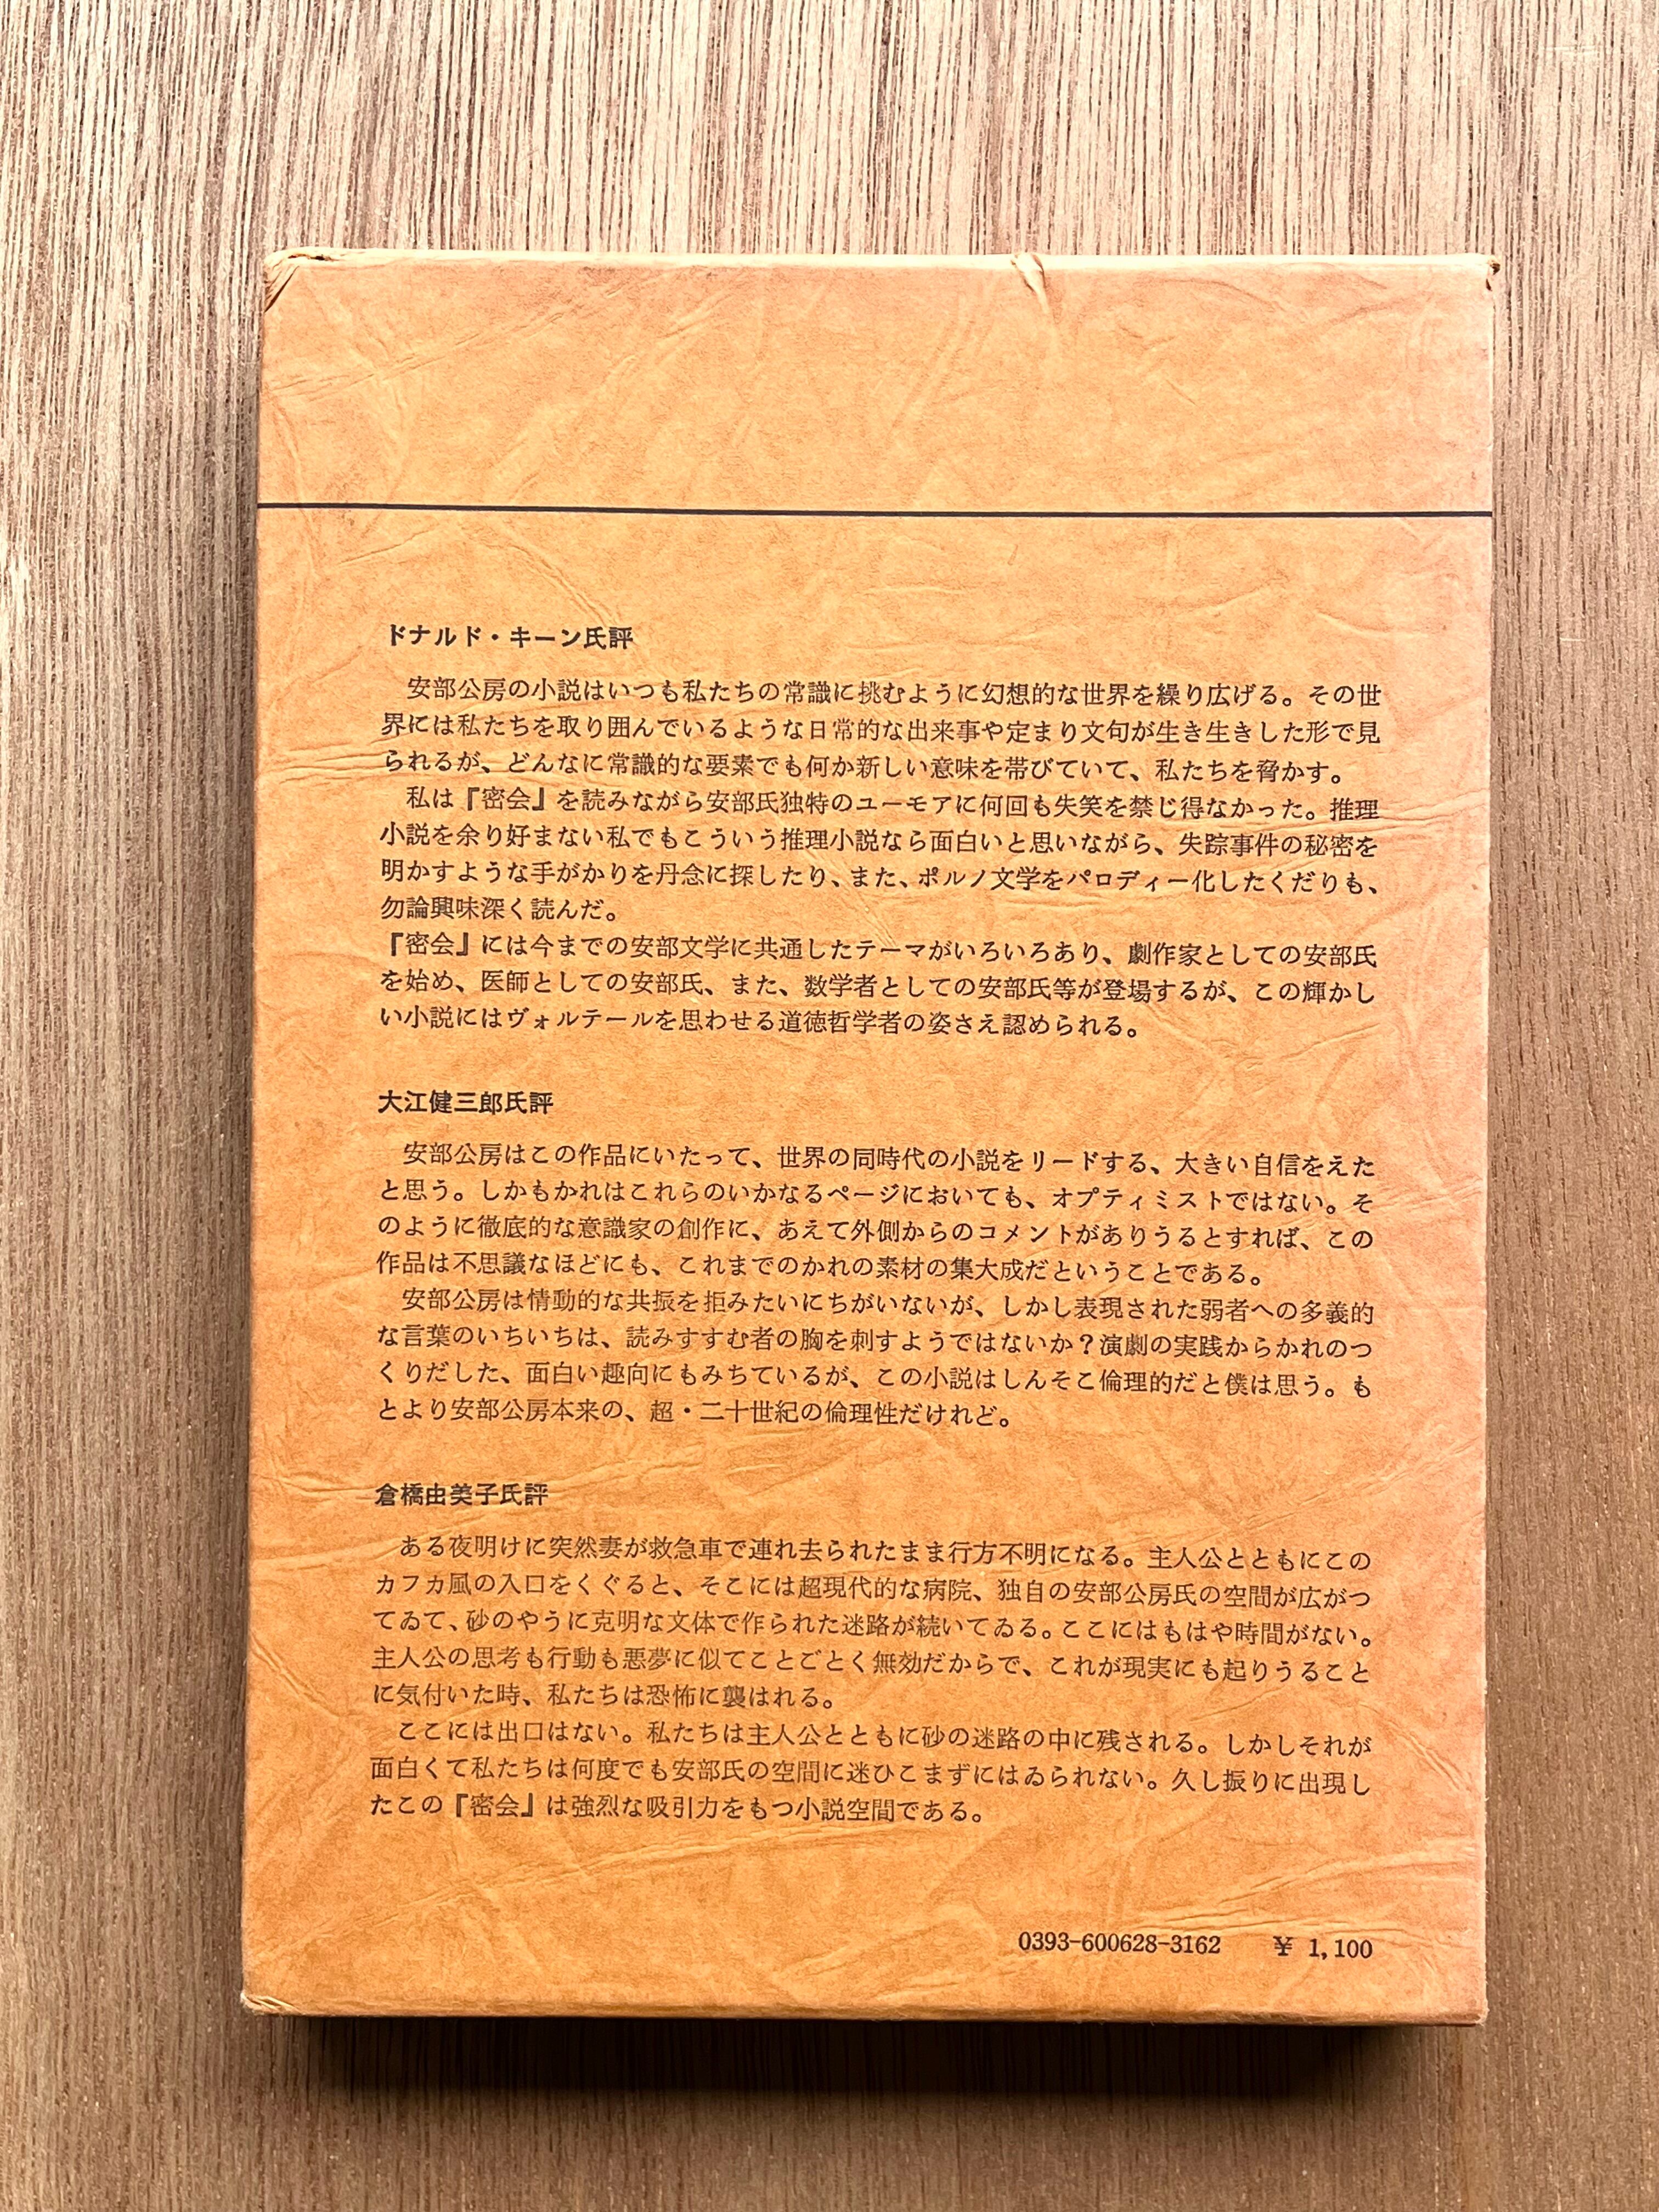 ドナルド・キーン氏評
安部公房の小説はいつも私たちの常識に挑むように幻想的な世界を繰り広げる。その世
界には私たちを取り囲んでいるような日常的な出来事や定まり文句が生き生きした形で見
られるが、どんなに常識的な要素でも何か新しい意味を帯びていて、私たちを脅かす。
私は『密会』を読みながら安部氏独特のユーモアに何回も失笑を禁じ得なかった。推理
小説を余り好まない私でもこういう推理小説なら面白いと思いながら、失踪事件の秘密を
明かすような手がかりを丹念に探したり、また、ポルノ文学をパロディー化したくだりも、
勿論興味深く読んだ。
『密会』には今までの安部文学に共通したテーマがいろいろあり、劇作家としての安部氏
を始め、医師としての安部氏、また、数学者としての安部氏等が登場するが、この輝かし
い小説にはヴォルテールを思わせる道徳哲学者の姿さえ認められる。
大江健三郎氏評
安部公房はこの作品にいたって、世界の同時代の小説をリードする、大きい自信をえた
と思う。しかもかれはこれらのいかなるページにおいても、オプティミストではない。そ
のように徹底的な意識家の創作に、あえて外側からのコメントがありうるとすれば、この
作品は不思議なほどにも、これまでのかれの素材の集大成だということである。
安部公房は情動的な共振を拒みたいにちがいないが、しかし表現された弱者への多義的
な言葉のいちいちは、読みすすむ者の胸を刺すようではないか？演劇の実践からかれのつ
くりだした、面白い趣向にもみちているが、この小説はしんそこ倫理的だと僕は思う。も
とより安部公房本来の、超・二十世紀の倫理性だけれど。
倉橋由美子氏評
ある夜明けに突然妻が救急車で連れ去られたまま行方不明になる。主人公とともにこの
カフカ風の入口をくぐると、そこには超現代的な病院、独自の安部公房氏の空間が広がつ
てゐて、砂のやうに克明な文体で作られた迷路が続いてゐる。ここにはもはや時間がない。
主人公の思考も行動も悪夢に似てことごとく無効だからで、これが現実にも起りうること
に気付いた時、私たちは恐怖に襲はれる。
ここには出口はない。私たちは主人公とともに砂の迷路の中に残される。しかしそれが
面白くて私たちは何度でも安部氏の空間に迷ひこまずにはゐられない。久し振りに出現し
たこの『密会』は強烈な吸引力をもつ小説空間である。
0393-600628-3162 ¥ 1,100